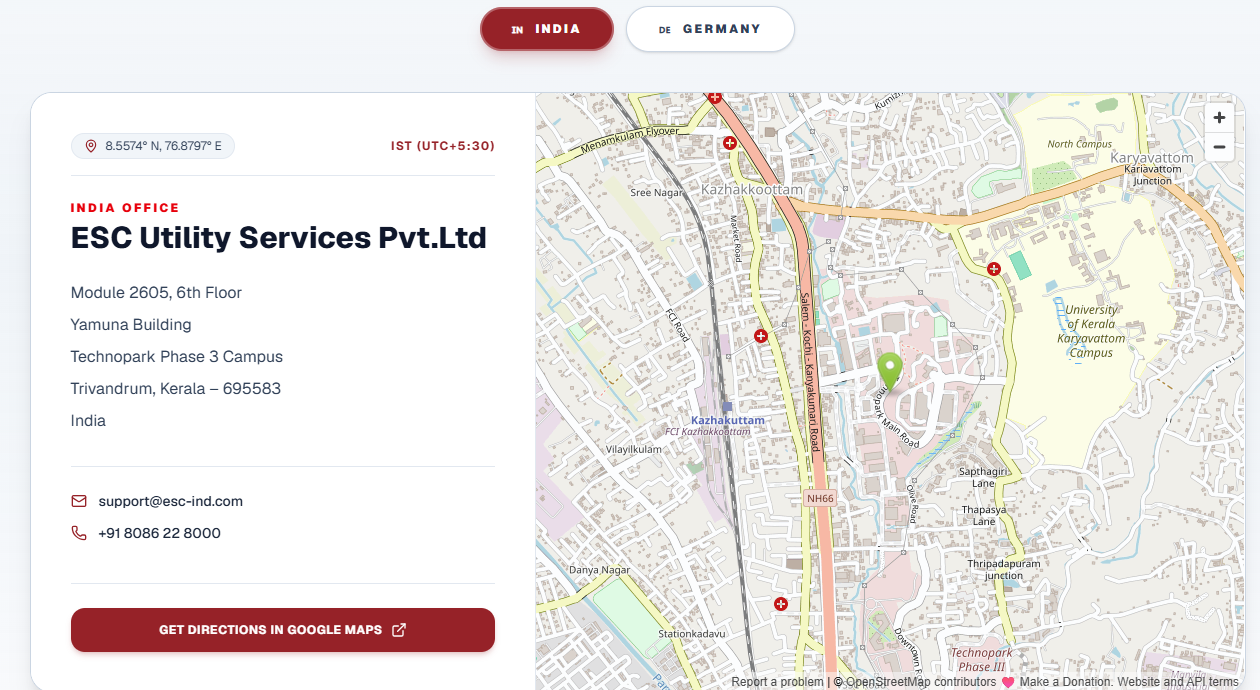 IN INDIA
DE GERMANY
8.5574° N, 76.8797° E
IST (UTC+5:30)
INDIA OFFICE
ESC Utility Services Pvt.Ltd
Module 2605, 6th Floor
Yamuna Building
Technopark Phase 3 Campus
Trivandrum, Kerala – 695583
India
support@esc-ind.com
+91 8086 22 8000
GET DIRECTIONS IN GOOGLE MAPS
+
−
Menamkulam Flyover
North Campus
Karyavattom
Kariavattom
Junction
Sree Nagar
Kazhakkoottam
Market Road
FCI Road
Salem - Kochi - Kanyakumari Road
University
of Kerala
Karyavattom
Campus
Kazhakuttam
FCI Kazhakkoottam
Park Main Road
Vilayilkulam
Sapthagiri
Lane
NH66
Olive Road
Thapasya
Lane
Danya Nagar
Thripadapuram
junction
Stationkadavu
Downtown
Technopark
Phase III
Report a problem | © OpenStreetMap contributors Make a Donation. Website and API terms